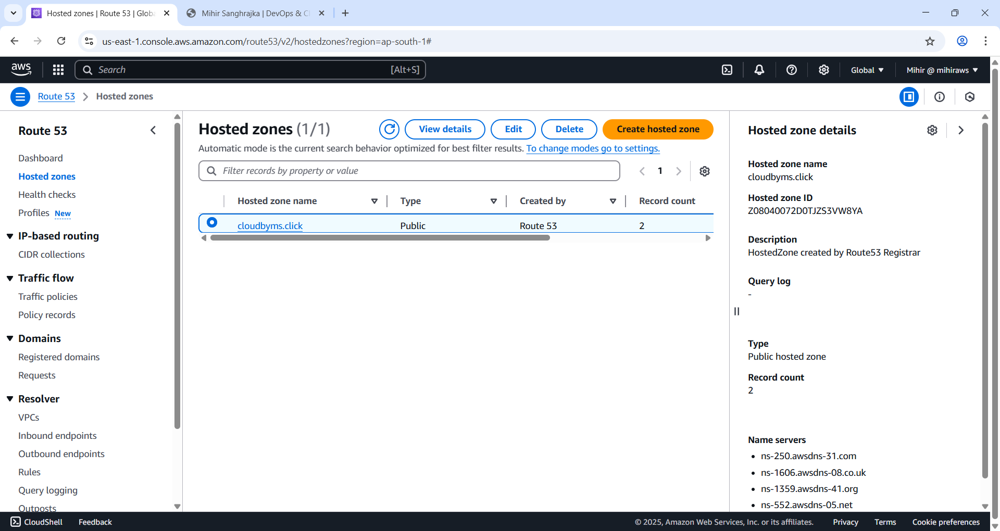 Hosted zones | Route 53 | Globa
Mihir Sanghrajka | DevOps & Cl
us-east-1.console.aws.amazon.com/route53/v2/hostedzones?region=ap-south-1#
aws
Search
[Alt+S]
Global
Mihir @ mihiraws
Route 53
Hosted zones
Route 53
Dashboard
Hosted zones
Health checks
Profiles New
IP-based routing
CIDR collections
Traffic flow
Traffic policies
Policy records
Domains
Registered domains
Requests
Resolver
VPCs
Inbound endpoints
Outbound endpoints
Rules
Query logging
Outposts
Hosted zones (1/1)
View details
Edit
Delete
Create hosted zone
Automatic mode is the current search behavior optimized for best filter results. To change modes go to settings.
Filter records by property or value
1
Hosted zone name Type Created by Record count
cloudbyms.click Public Route 53 2
Hosted zone details
Hosted zone name
cloudbyms.click
Hosted zone ID
Z08040072D0TJZS3VW8YA
Description
HostedZone created by Route53 Registrar
Query log
-
Type
Public hosted zone
Record count
2
Name servers
• ns-250.awsdns-31.com
• ns-1606.awsdns-08.co.uk
• ns-1359.awsdns-41.org
• ns-552.awsdns-05.net
CloudShell
Feedback
© 2025, Amazon Web Services, Inc. or its affiliates.
Privacy
Terms
Cookie preferences